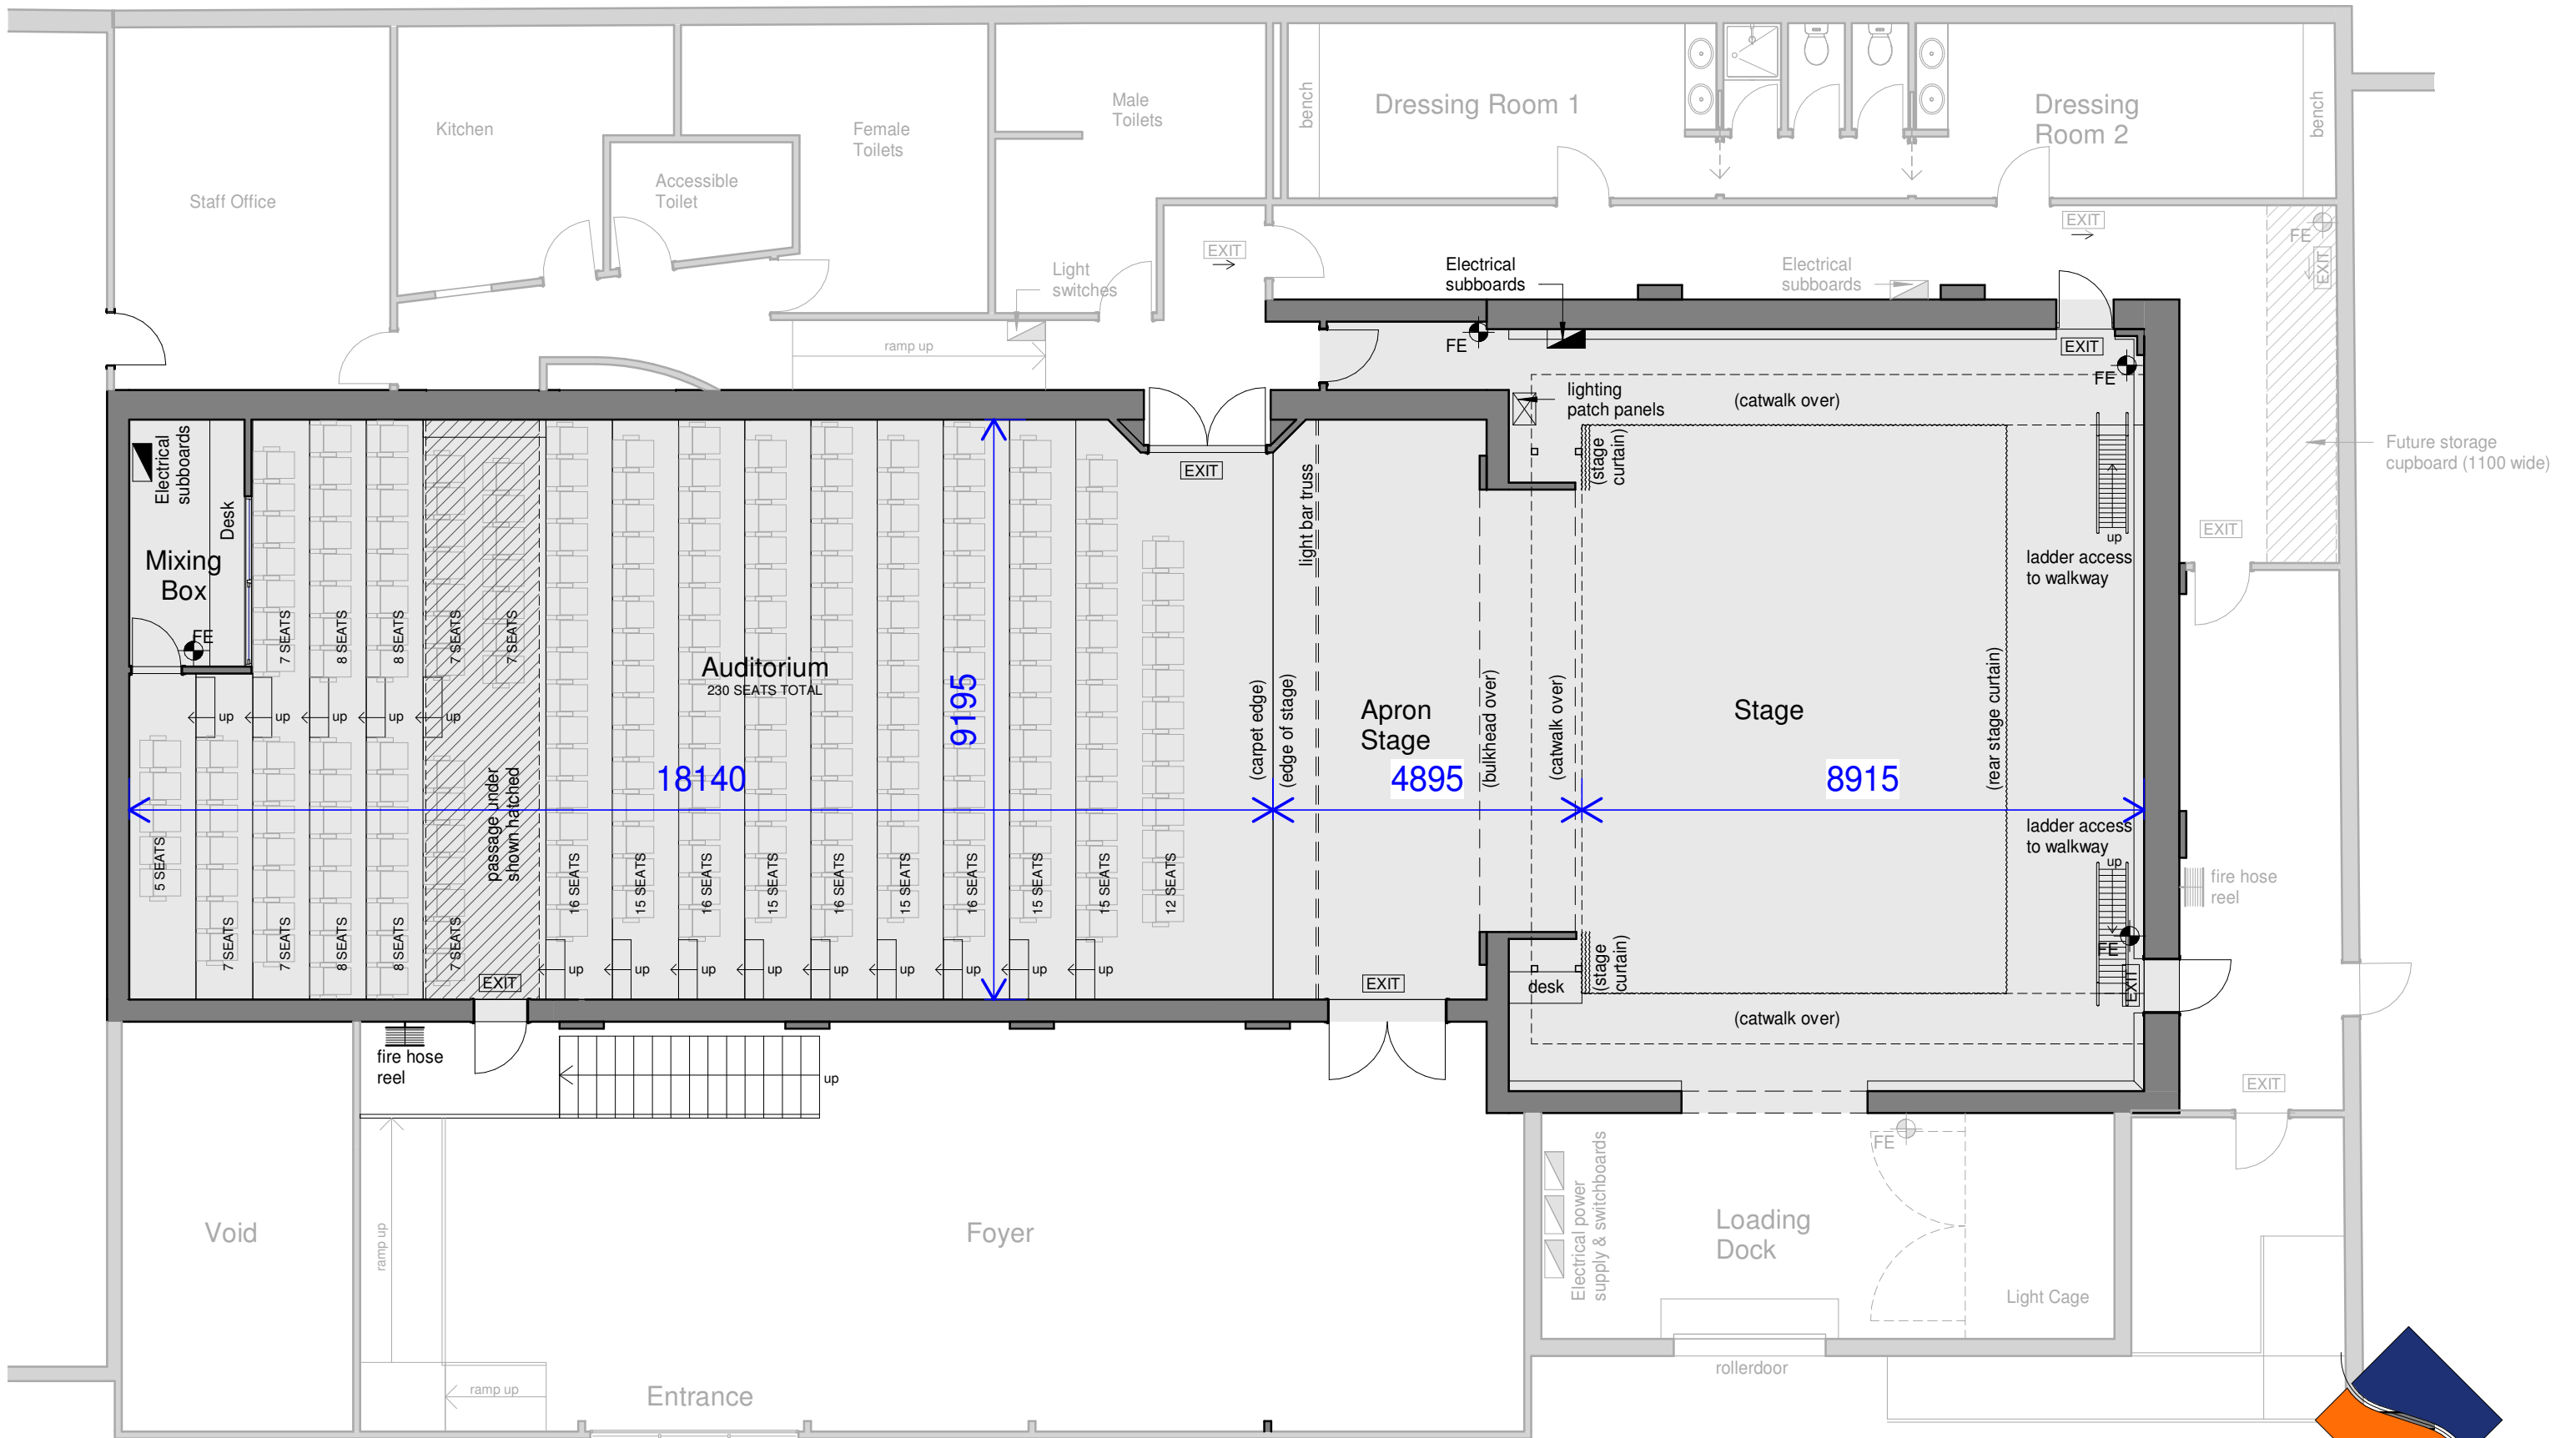 Staff Office
Kitchen
Accessible
Toilet
Female
Toilets
Male
Toilets
Light
switches
ramp up
EXIT
bench
Dressing Room 1
Dressing
Room 2
bench
EXIT
FE
EXIT
Electrical
subboards
Electrical
subboards
FE
EXIT
FE
lighting
patch panels
(catwalk over)
(stage
curtain)
Future storage
cupboard (1100 wide)
EXIT
up
ladder access
to walkway
Electrical
subboards
Desk
Mixing
Box
FE
7 SEATS
8 SEATS
8 SEATS
7 SEATS
7 SEATS
up
up
up
up
up
5 SEATS
7 SEATS
7 SEATS
8 SEATS
8 SEATS
7 SEATS
passage under
shown hatched
EXIT
Auditorium
230 SEATS TOTAL
18140
9195
16 SEATS
15 SEATS
16 SEATS
15 SEATS
16 SEATS
15 SEATS
16 SEATS
15 SEATS
15 SEATS
12 SEATS
up
up
up
up
up
up
up
up
up
EXIT
light bar truss
(carpet edge)
(edge of stage)
Apron
Stage
4895
(bulkhead over)
(catwalk over)
Stage
8915
(rear stage curtain)
ladder access
to walkway
up
FE
EXIT
fire hose
reel
EXIT
desk
(stage
curtain)
(catwalk over)
fire hose
reel
up
EXIT
FE
Void
ramp up
ramp up
Foyer
Entrance
Electrical power
supply & switchboards
Loading
Dock
Light Cage
rollerdoor